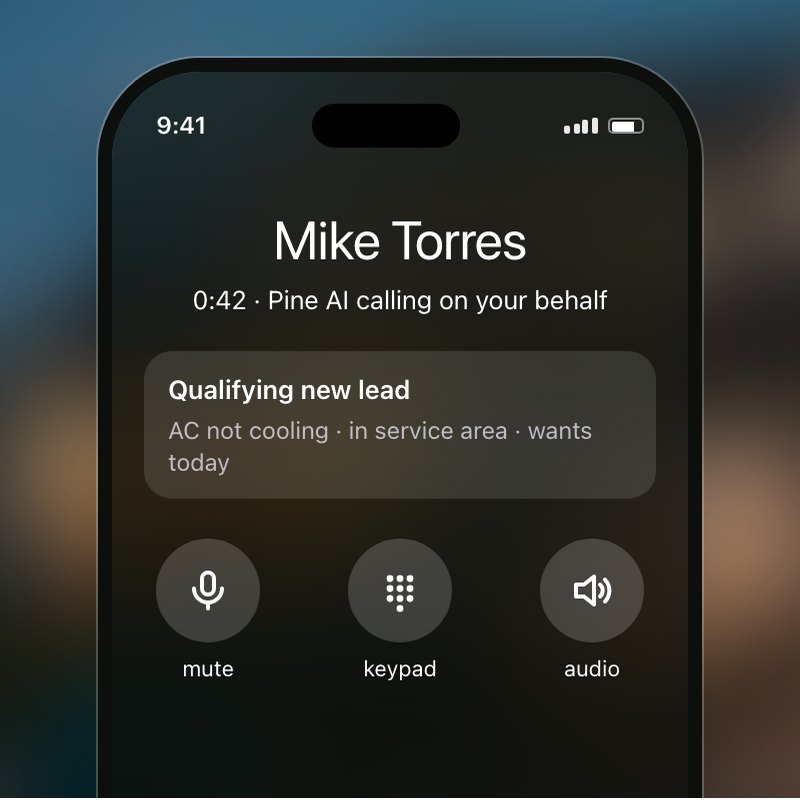 9:41
Mike Torres
0:42 · Pine AI calling on your behalf
Qualifying new lead
AC not cooling · in service area · wants
today
mute
keypad
audio